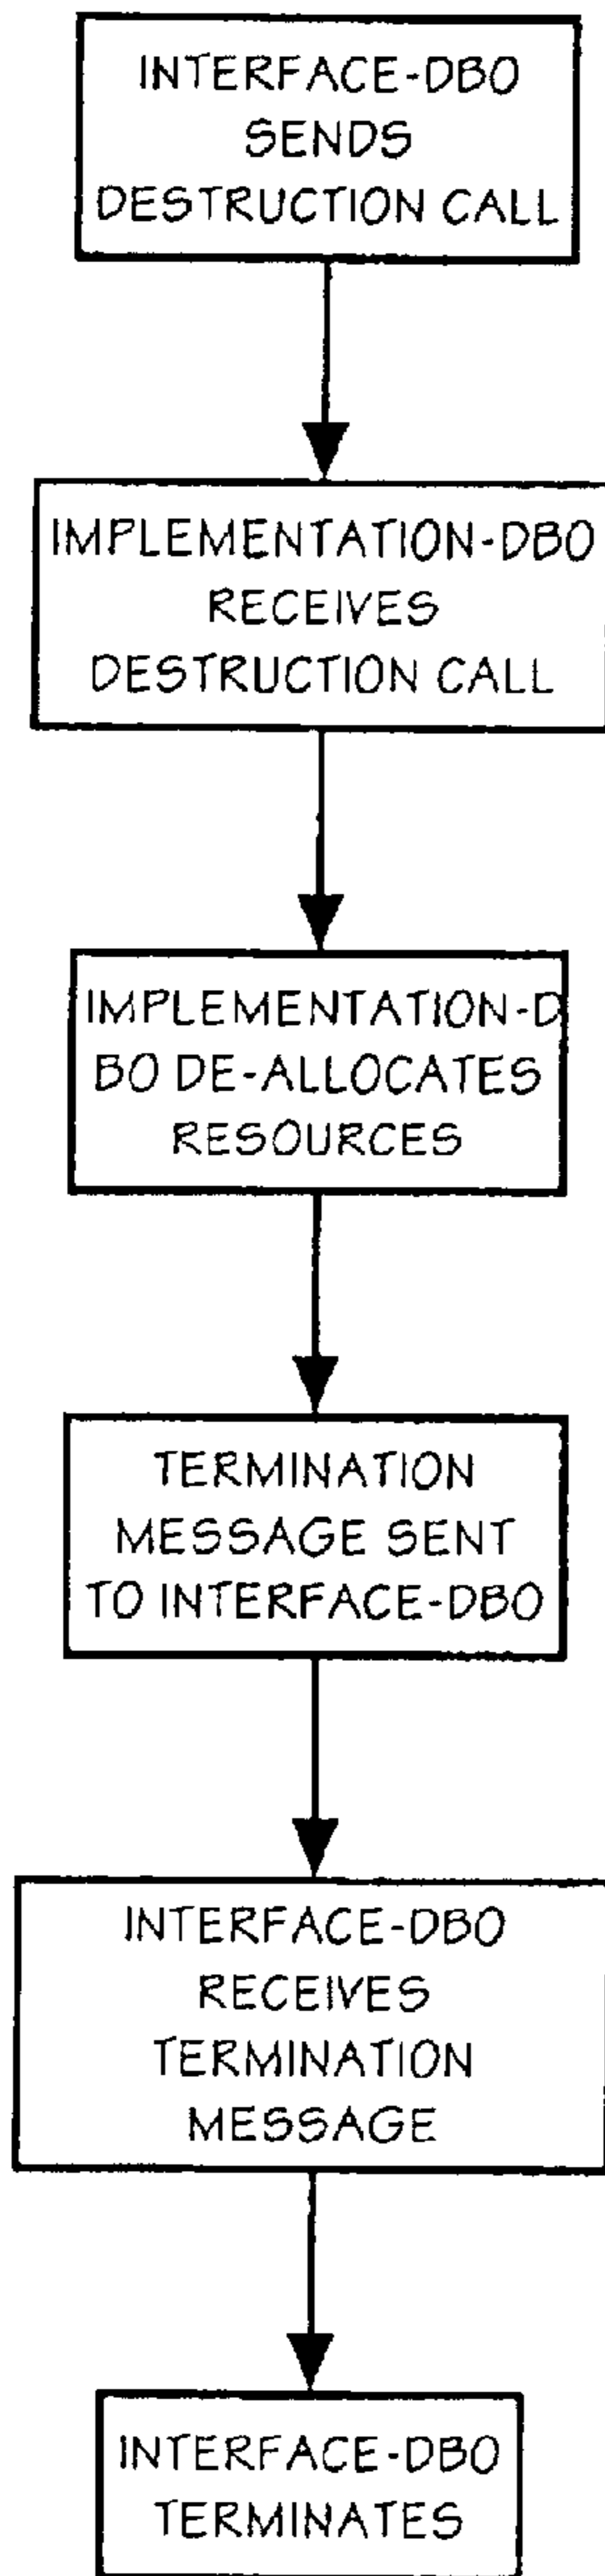 INTERFACE-DBO
SENDS
DESTRUCTION CALL
IMPLEMENTATION-DBO
RECEIVES
DESTRUCTION CALL
IMPLEMENTATION-D
BO DE-ALLOCATES
RESOURCES
TERMINATION
MESSAGE SENT
TO INTERFACE-DBO
INTERFACE-DBO
RECEIVES
TERMINATION
MESSAGE
INTERFACE-DBO
TERMINATES